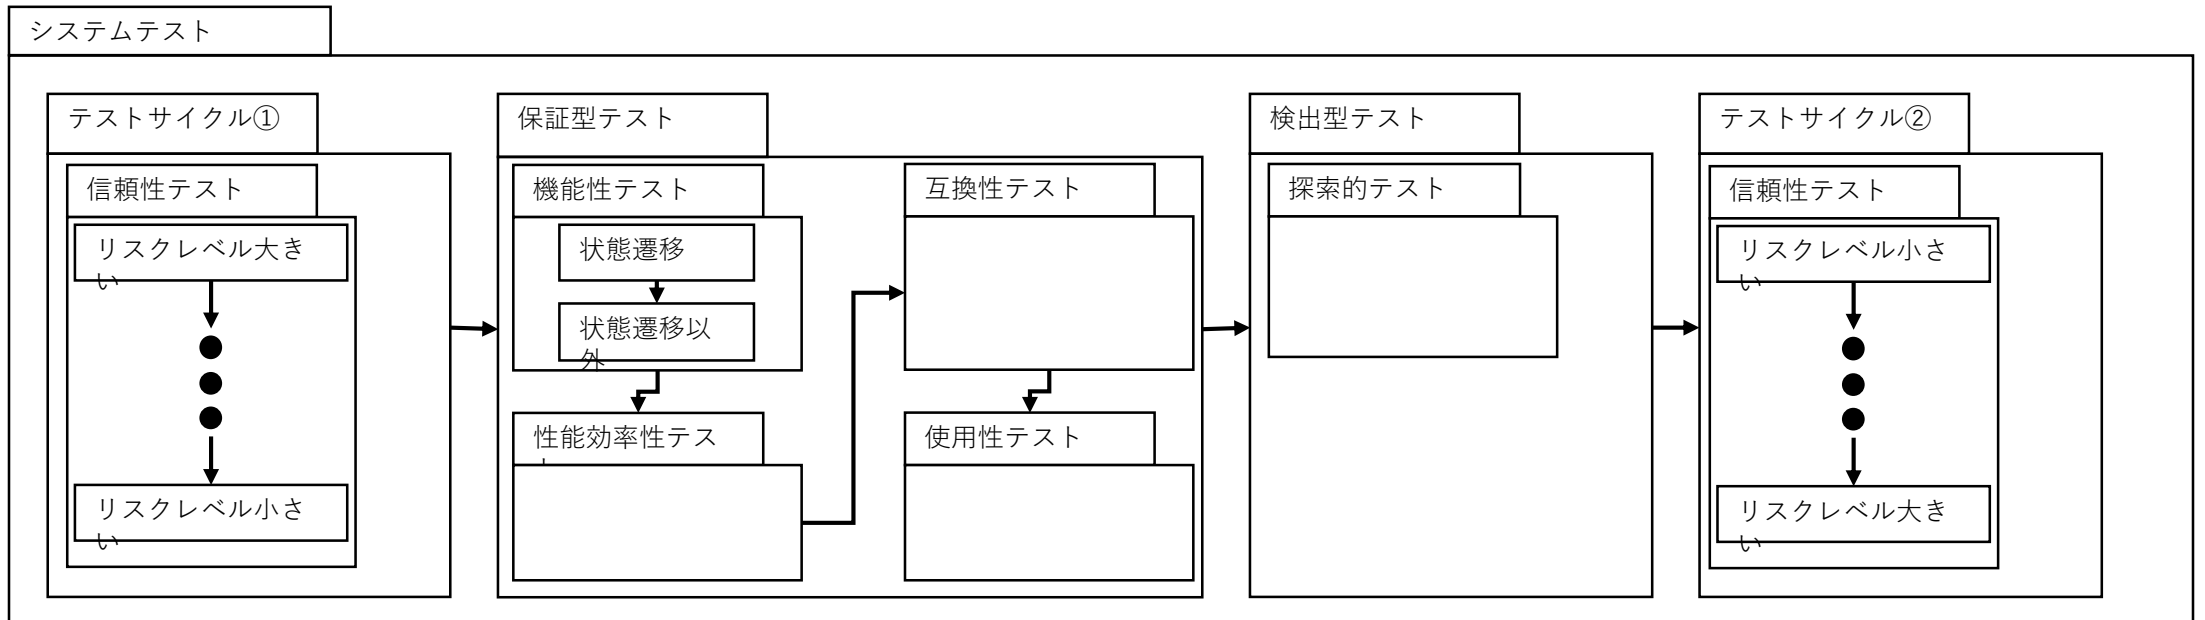 システムテスト
テストサイクル①
信頼性テスト
リスクレベル大き
い
リスクレベル小さ
い
保証型テスト
機能性テスト
状態遷移
状態遷移以
外
性能効率性テス
互換性テスト
使用性テスト
検出型テスト
探索的テスト
テストサイクル②
信頼性テスト
リスクレベル小さ
い
リスクレベル大き
い